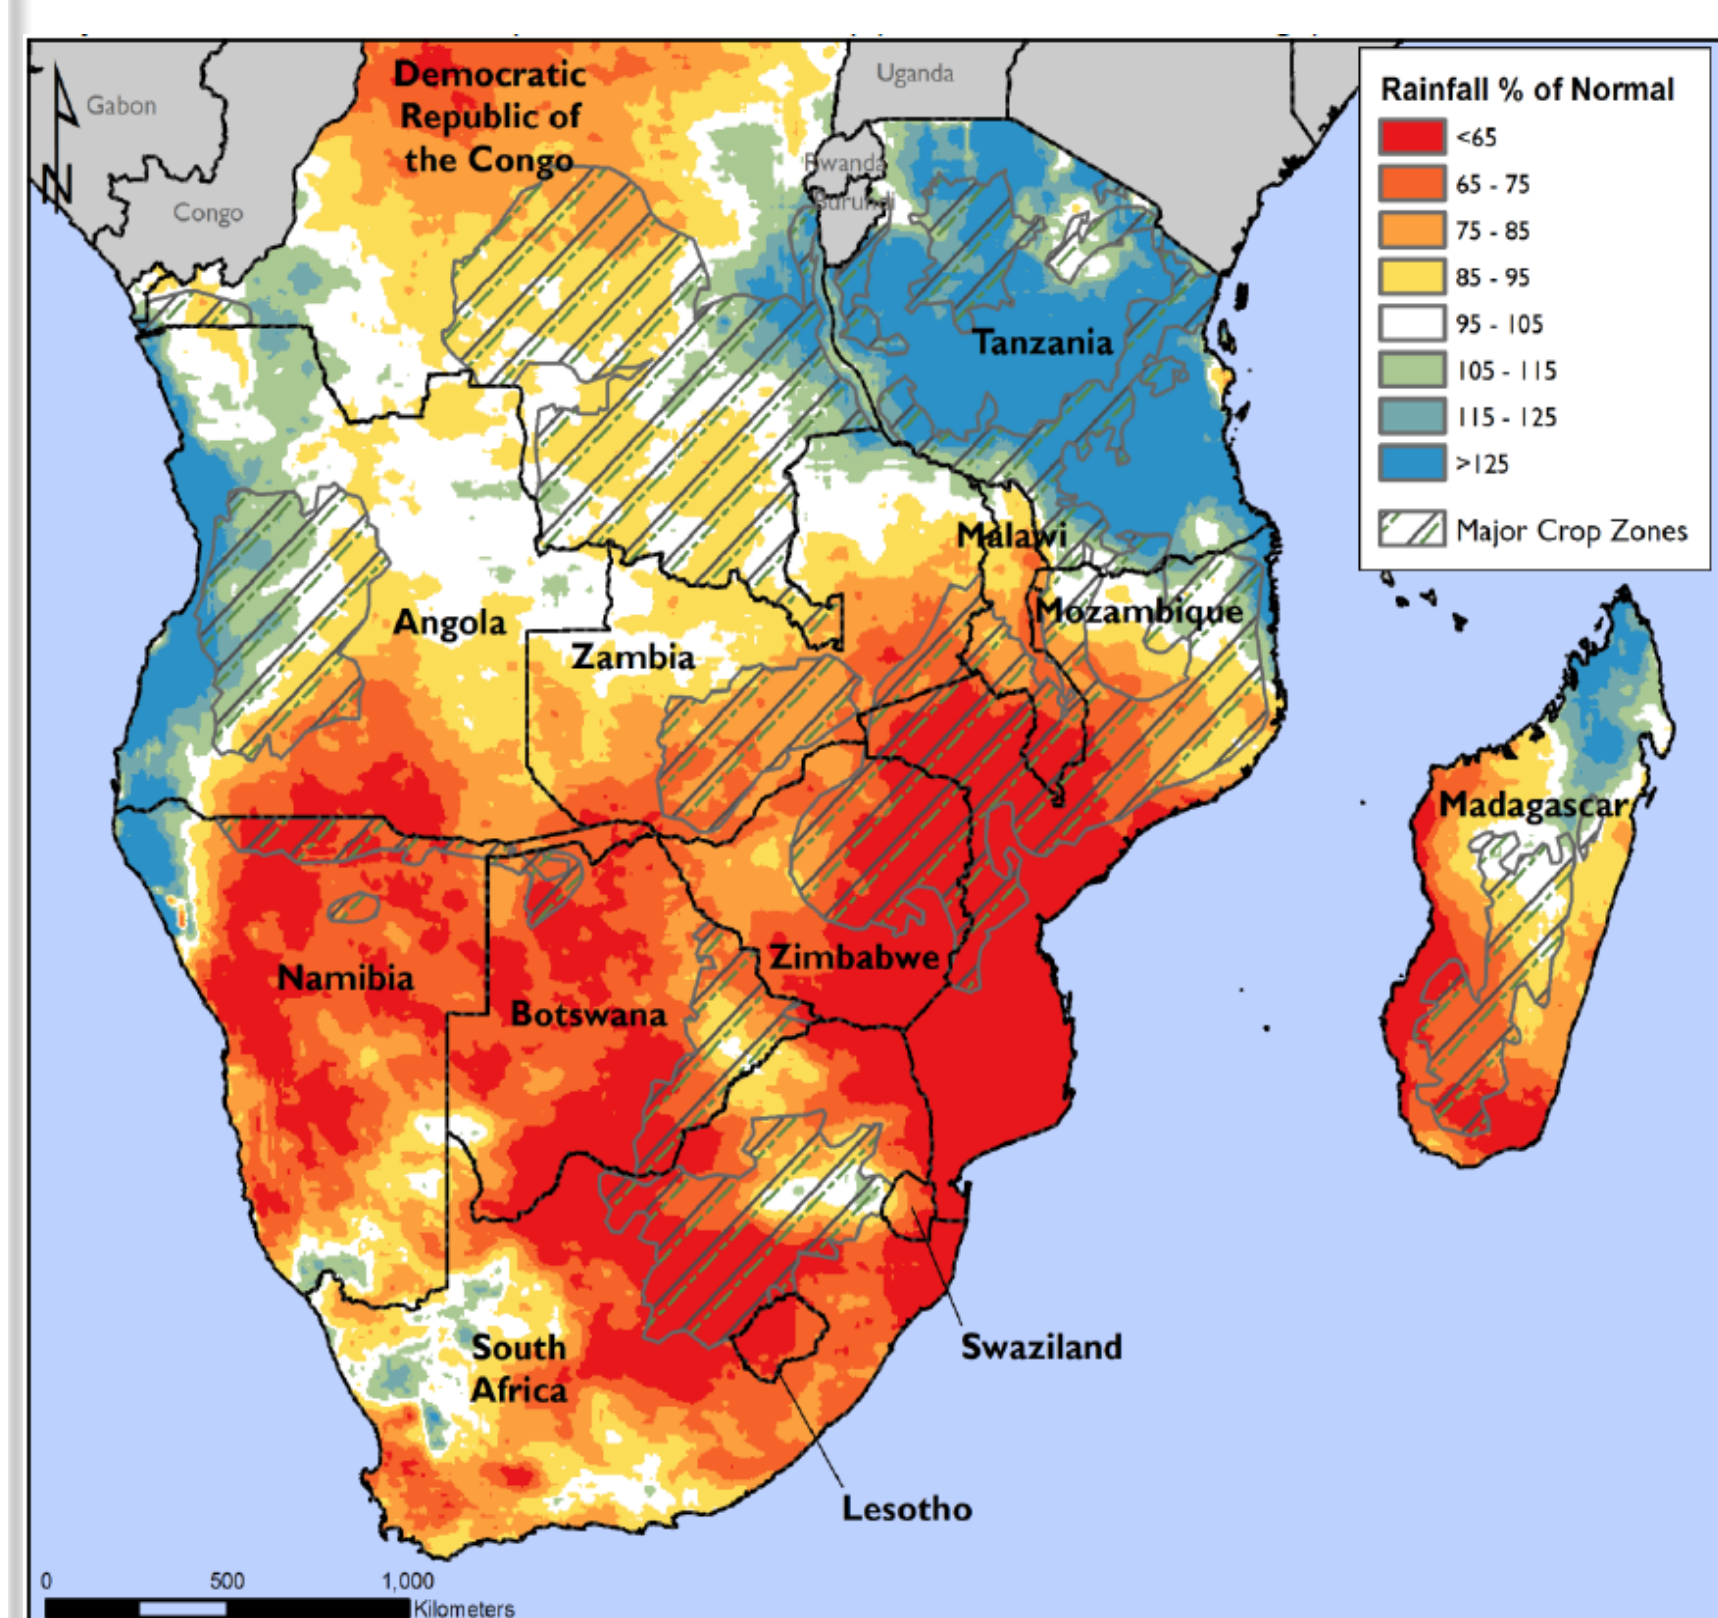 Democratic
Republic of
the Congo
Uganda
Gabon
Rwanda
Burundi
Congo
N
Tanzania
Malawi
Mozambique
Angola
Zambia
Madagascar
Zimbabwe
Namibia
Botswana
South
Africa
Swaziland
Lesotho
Rainfall % of Normal
<65
65 - 75
75 - 85
85 - 95
95 - 105
105 - 115
115 - 125
>125
Major Crop Zones
0 500 1,000
Kilometers